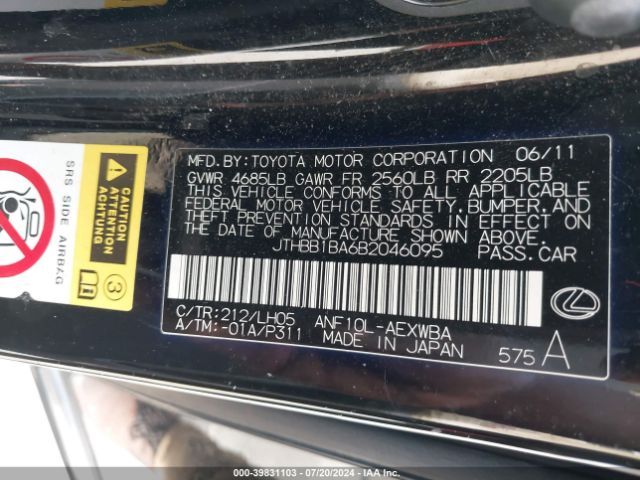 MFD. BY: TOYOTA MOTOR CORPORATION 06/11
GVWR 4685LB GAWR FR 2560LB RR 2205LB
THIS VEHICLE CONFORMS TO ALL APPLICABLE
FEDERAL MOTOR VEHICLE SAFETY, BUMPER, AND
THEFT PREVENTION STANDARDS IN EFFECT ON
THE DATE OF MANUFACTURE SHOWN ABOVE.
JTHBB1BA6B2046095 PASS.CAR
C/TR:212/LH05 ANF10L-AEXWBA
A/TM:-01A/P311 MADE IN JAPAN
575 A
SRS SIDE AIRBAG
ATTENTION
ACHTUNG
3
000-39831103 - 07/20/2024 - IAA Inc.